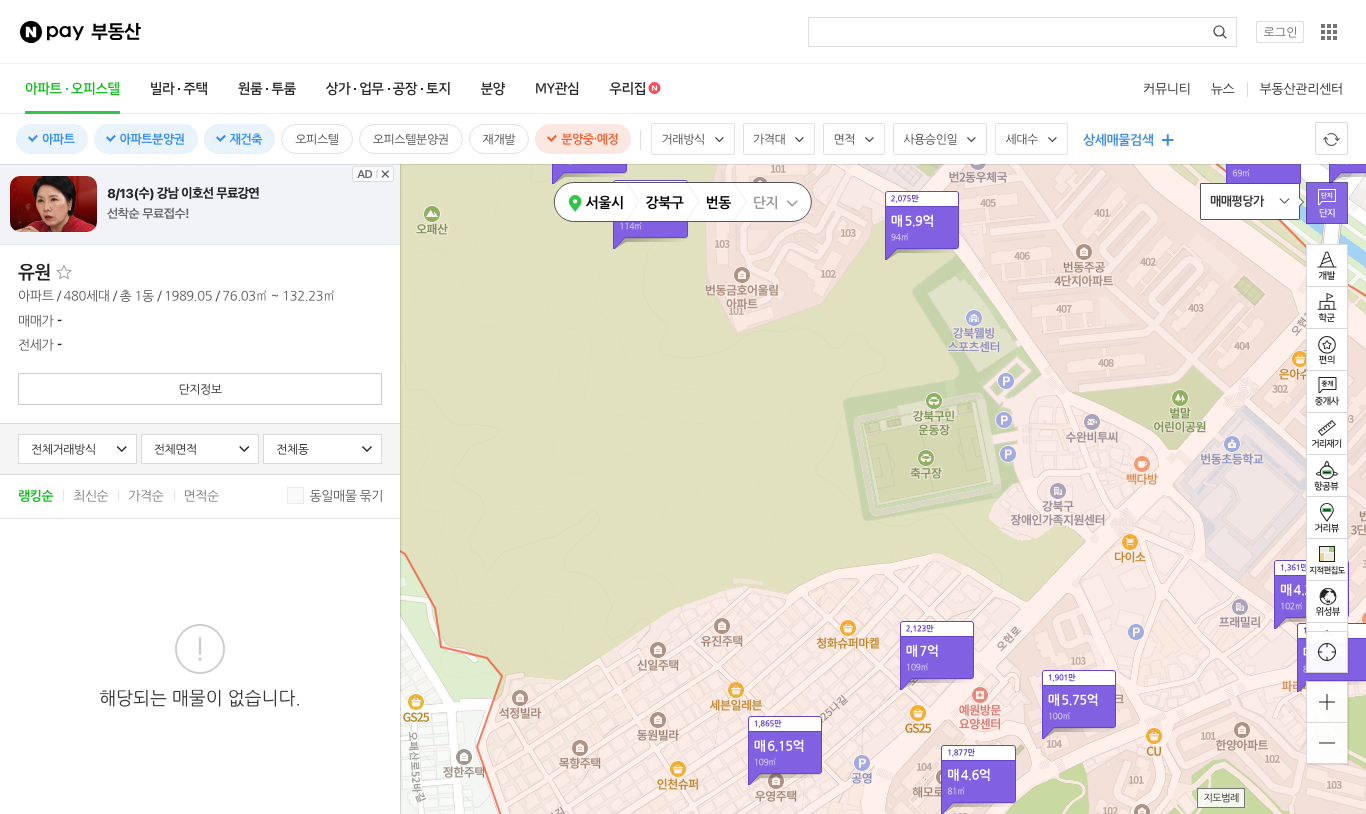 N pay 부동산
로그인
아파트·오피스텔
빌라·주택
원룸·투룸
상가·업무·공장·토지
분양
MY관심
우리집 N
커뮤니티
뉴스
부동산관리센터
아파트
아파트분양권
재건축
오피스텔
오피스텔분양권
재개발
분양중·예정
거래방식
가격대
면적
사용승인일
세대수
상세매물검색
8/13(수) 강남 이호선 무료강연
선착순 무료접수!
AD
유원
아파트 / 480세대 / 총 1동 / 1989.05 / 76.03㎡ ~ 132.23㎡
매매가 -
전세가 -
단지정보
전체거래방식
전체면적
전체동
랭킹순
최신순
가격순
면적순
동일매물 묶기
해당되는 매물이 없습니다.
서울시
강북구
번동
단지
매매평당가
단지
단지
개발
학군
편의
중개
중개사
거리재기
항공뷰
거리뷰
지적편집도
위성뷰
지도범례
69㎡
번2동우체국
114㎡
2,075만
매5.9억
94㎡
오패산
101
103
103
102
번동금호어울림
아파트
101
405
401
406
402
번동주공
4단지아파트
407
403
404
408
302
오현로
은아슈
강북웰빙
스포츠센터
P
P
P
강북구민
운동장
축구장
벌말
어린이공원
수완비투씨
번동초등학교
빽다방
강북구
장애인가족지원센터
다이소
1,361만
102㎡
프래밀리
P
오현로
유진주택
청화슈퍼마켙
신일주택
2,123만
매7억
109㎡
103
1,901만
매5.75억
100㎡
석정빌라
세븐일레븐
GS25
예원방문
요양센터
GS25
동원빌라
1,865만
매6.15억
109㎡
오패산로52바길
정한주택
목향주택
인천슈퍼
우영주택
P
공영
1,877만
매4.6억
81㎡
104
104
CU
한양아파트
101
102
102
103